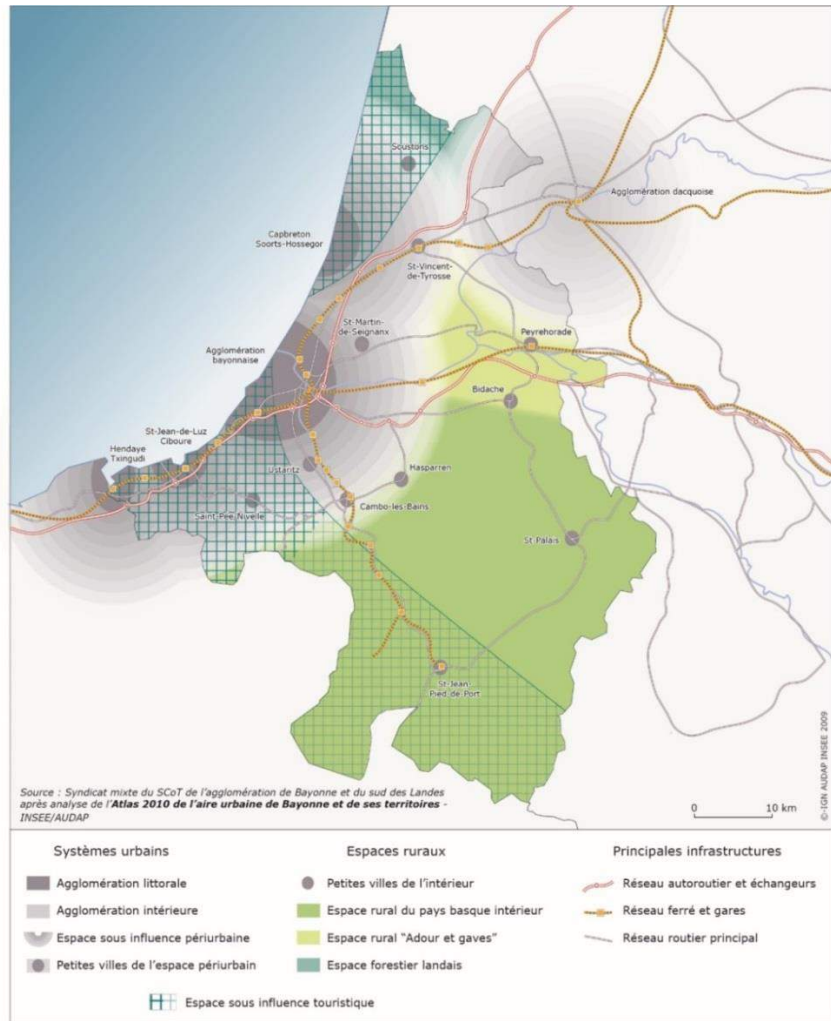 Soustons
Agglomération dacquoise
Capbreton
Soorts-Hossegor
St-Vincent-
de-Tyrosse
St-Martin-
de-Seignanx
Peyrehorade
Agglomération
bayonnaise
Bidache
St-Jean-de-Luz
Ciboure
Hendaye
Txingudi
Ustaritz
Hasparren
Saint-Pée-Nivelle
Cambo-les-Bains
St-Palais
St-Jean
Pied de Port
©-IGN AUDAP INSEE 2009
Source : Syndicat mixte du SCoT de l'agglomération de Bayonne et du sud des Landes
après analyse de l'Atlas 2010 de l'aire urbaine de Bayonne et de ses territoires -
INSEE/AUDAP
0 10 km
Systèmes urbains
Agglomération littorale
Agglomération intérieure
Espace sous influence périurbaine
Petites villes de l'espace périurbain
Espaces ruraux
Petites villes de l'intérieur
Espace rural du pays basque intérieur
Espace rural "Adour et gaves"
Espace forestier landais
Principales infrastructures
Réseau autoroutier et échangeurs
Réseau ferré et gares
Réseau routier principal
Espace sous influence touristique